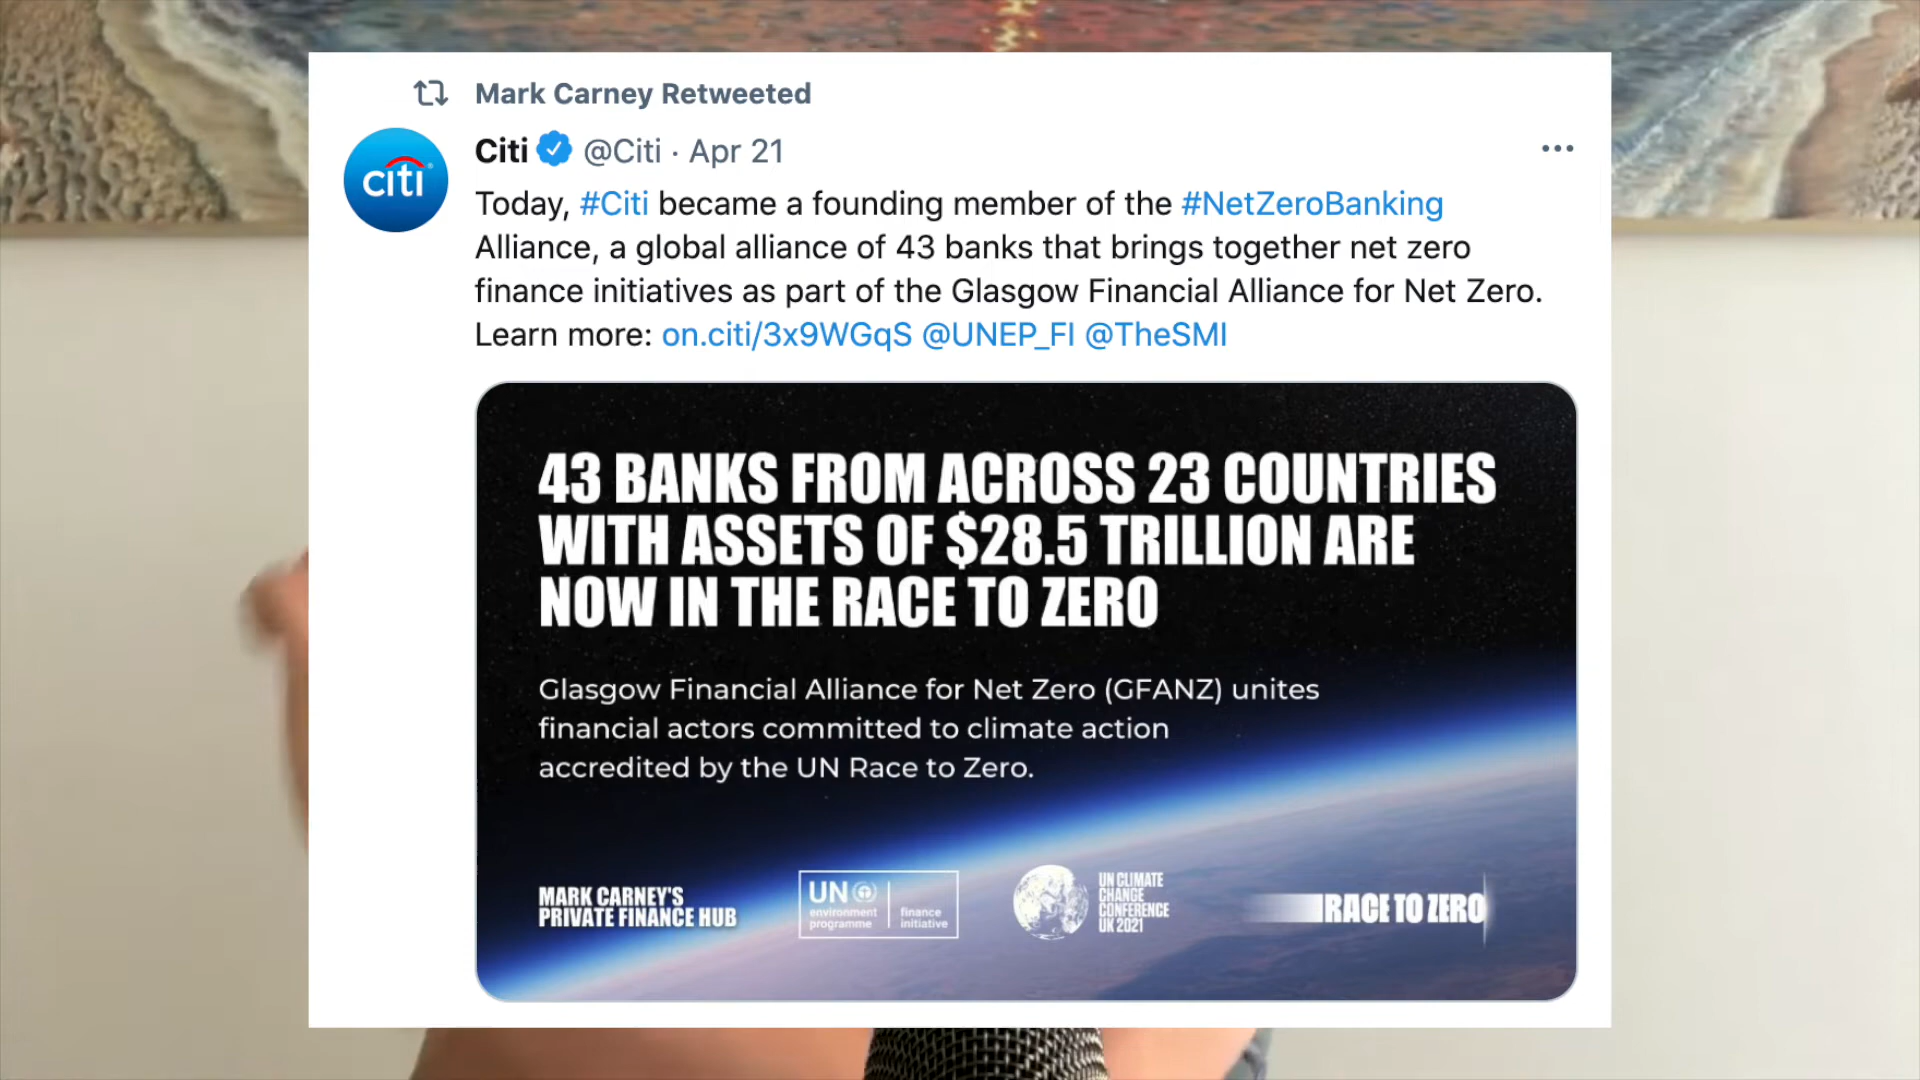 Mark Carney Retweeted
citi
Citi @Citi · Apr 21
Today, #Citi became a founding member of the #NetZeroBanking
Alliance, a global alliance of 43 banks that brings together net zero
finance initiatives as part of the Glasgow Financial Alliance for Net Zero.
Learn more: on.citi/3x9WGqS @UNEP_FI @TheSMI
43 BANKS FROM ACROSS 23 COUNTRIES
WITH ASSETS OF $28.5 TRILLION ARE
NOW IN THE RACE TO ZERO
Glasgow Financial Alliance for Net Zero (GFANZ) unites
financial actors committed to climate action
accredited by the UN Race to Zero.
MARK CARNEY'S
PRIVATE FINANCE HUB
UN
environment
programme
finance
initiative
UN CLIMATE
CHANGE
CONFERENCE
UK 2021
RACE TO ZERO